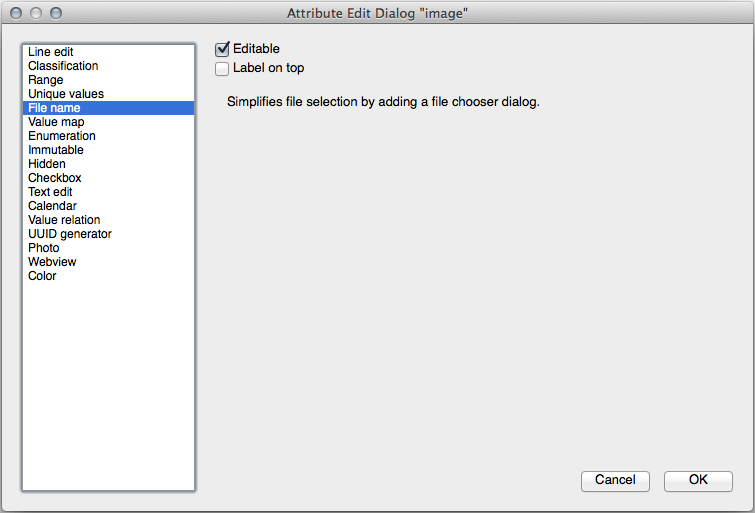 Attribute Edit Dialog "image"
Line edit
Classification
Range
Unique values
File name
Value map
Enumeration
Immutable
Hidden
Checkbox
Text edit
Calendar
Value relation
UUID generator
Photo
Webview
Color
Editable
Label on top
Simplifies file selection by adding a file chooser dialog.
Cancel
OK